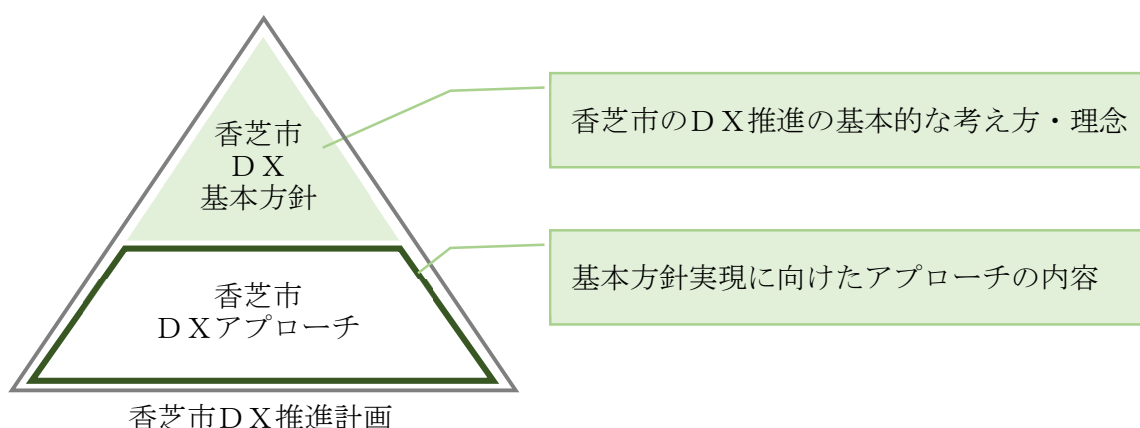 香芝市
ＤＸ
基本方針
香芝市のＤＸ推進の基本的な考え方・理念
香芝市
ＤＸアプローチ
基本方針実現に向けたアプローチの内容
香芝市ＤＸ推進計画